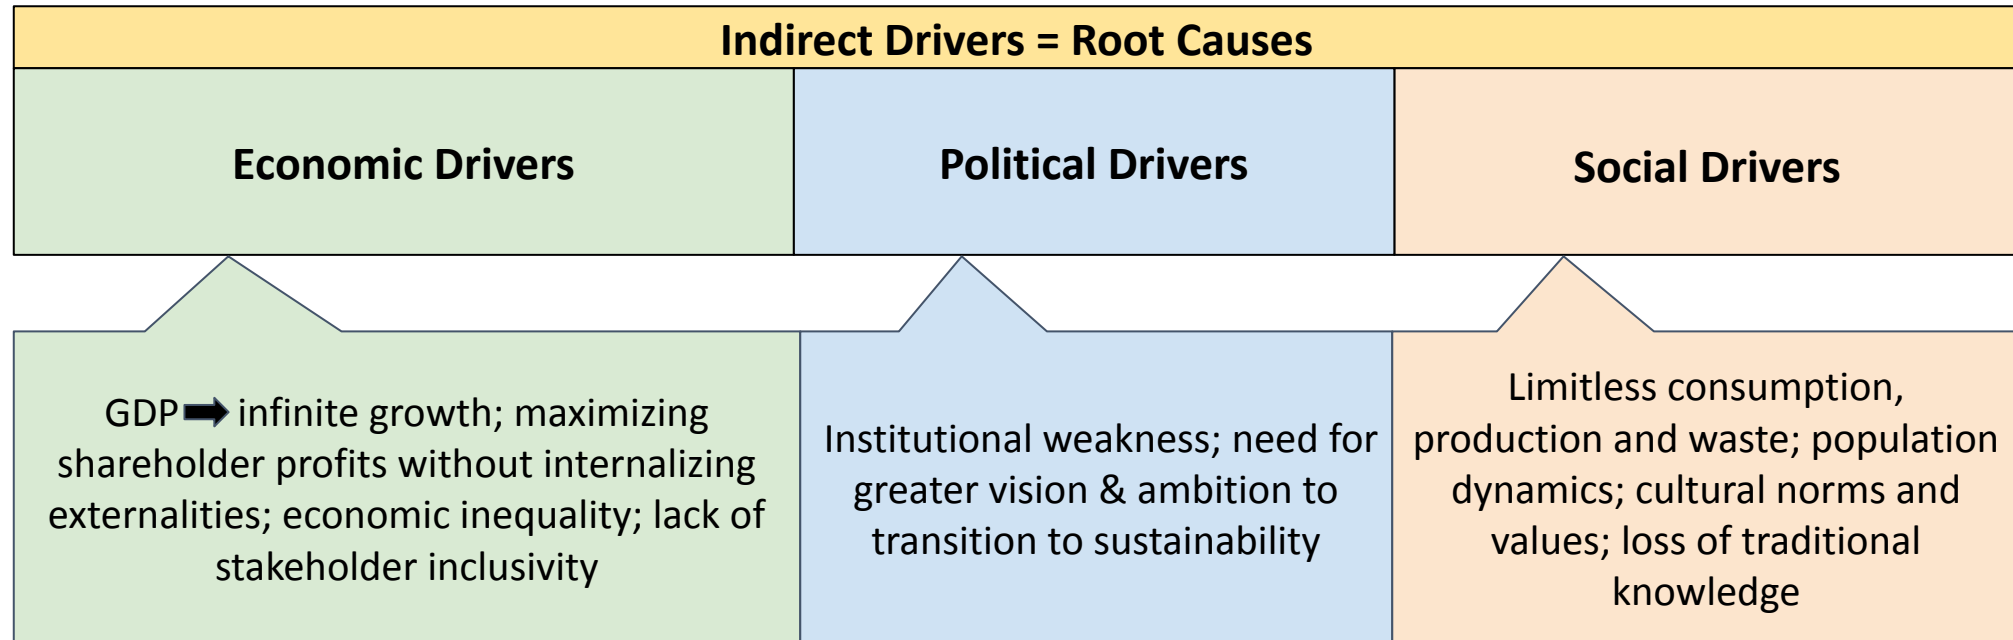 Indirect Drivers = Root Causes
Economic Drivers
Political Drivers
Social Drivers
GDP ➡ infinite growth; maximizing
shareholder profits without internalizing
externalities; economic inequality; lack of
stakeholder inclusivity
Institutional weakness; need for
greater vision & ambition to
transition to sustainability
Limitless consumption,
production and waste; population
dynamics; cultural norms and
values; loss of traditional
knowledge